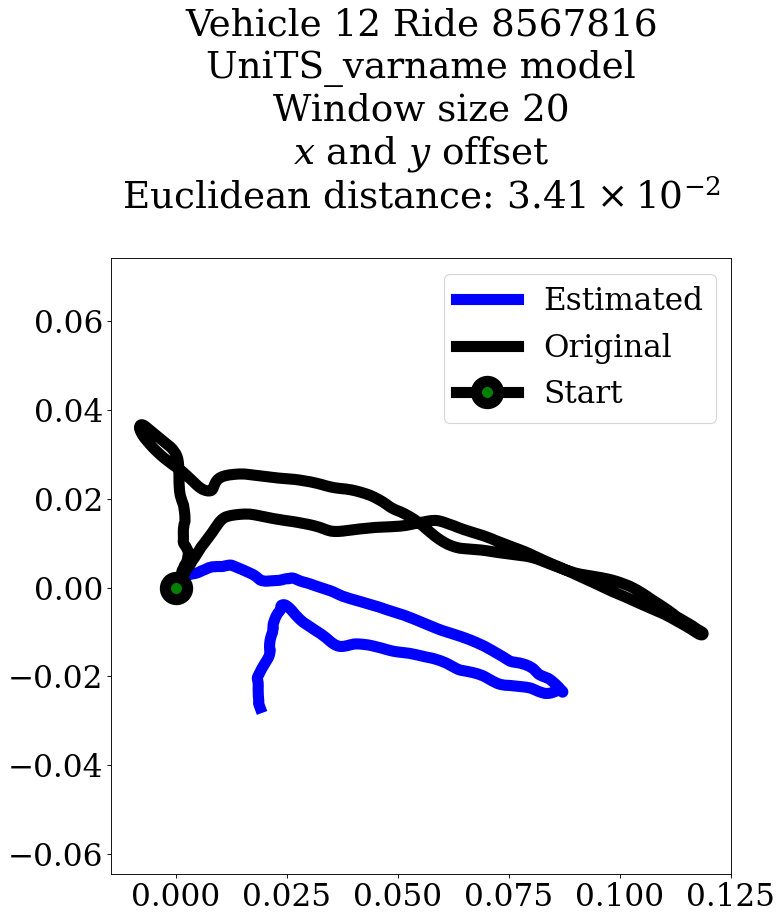 Vehicle 12 Ride 8567816
UniTS_varname model
Window size 20
x and y offset
Euclidean distance: 3.41 × 10⁻²
Estimated
Original
Start
0.06
0.04
0.02
0.00
−0.02
−0.04
−0.06
0.000 0.025 0.050 0.075 0.100 0.125